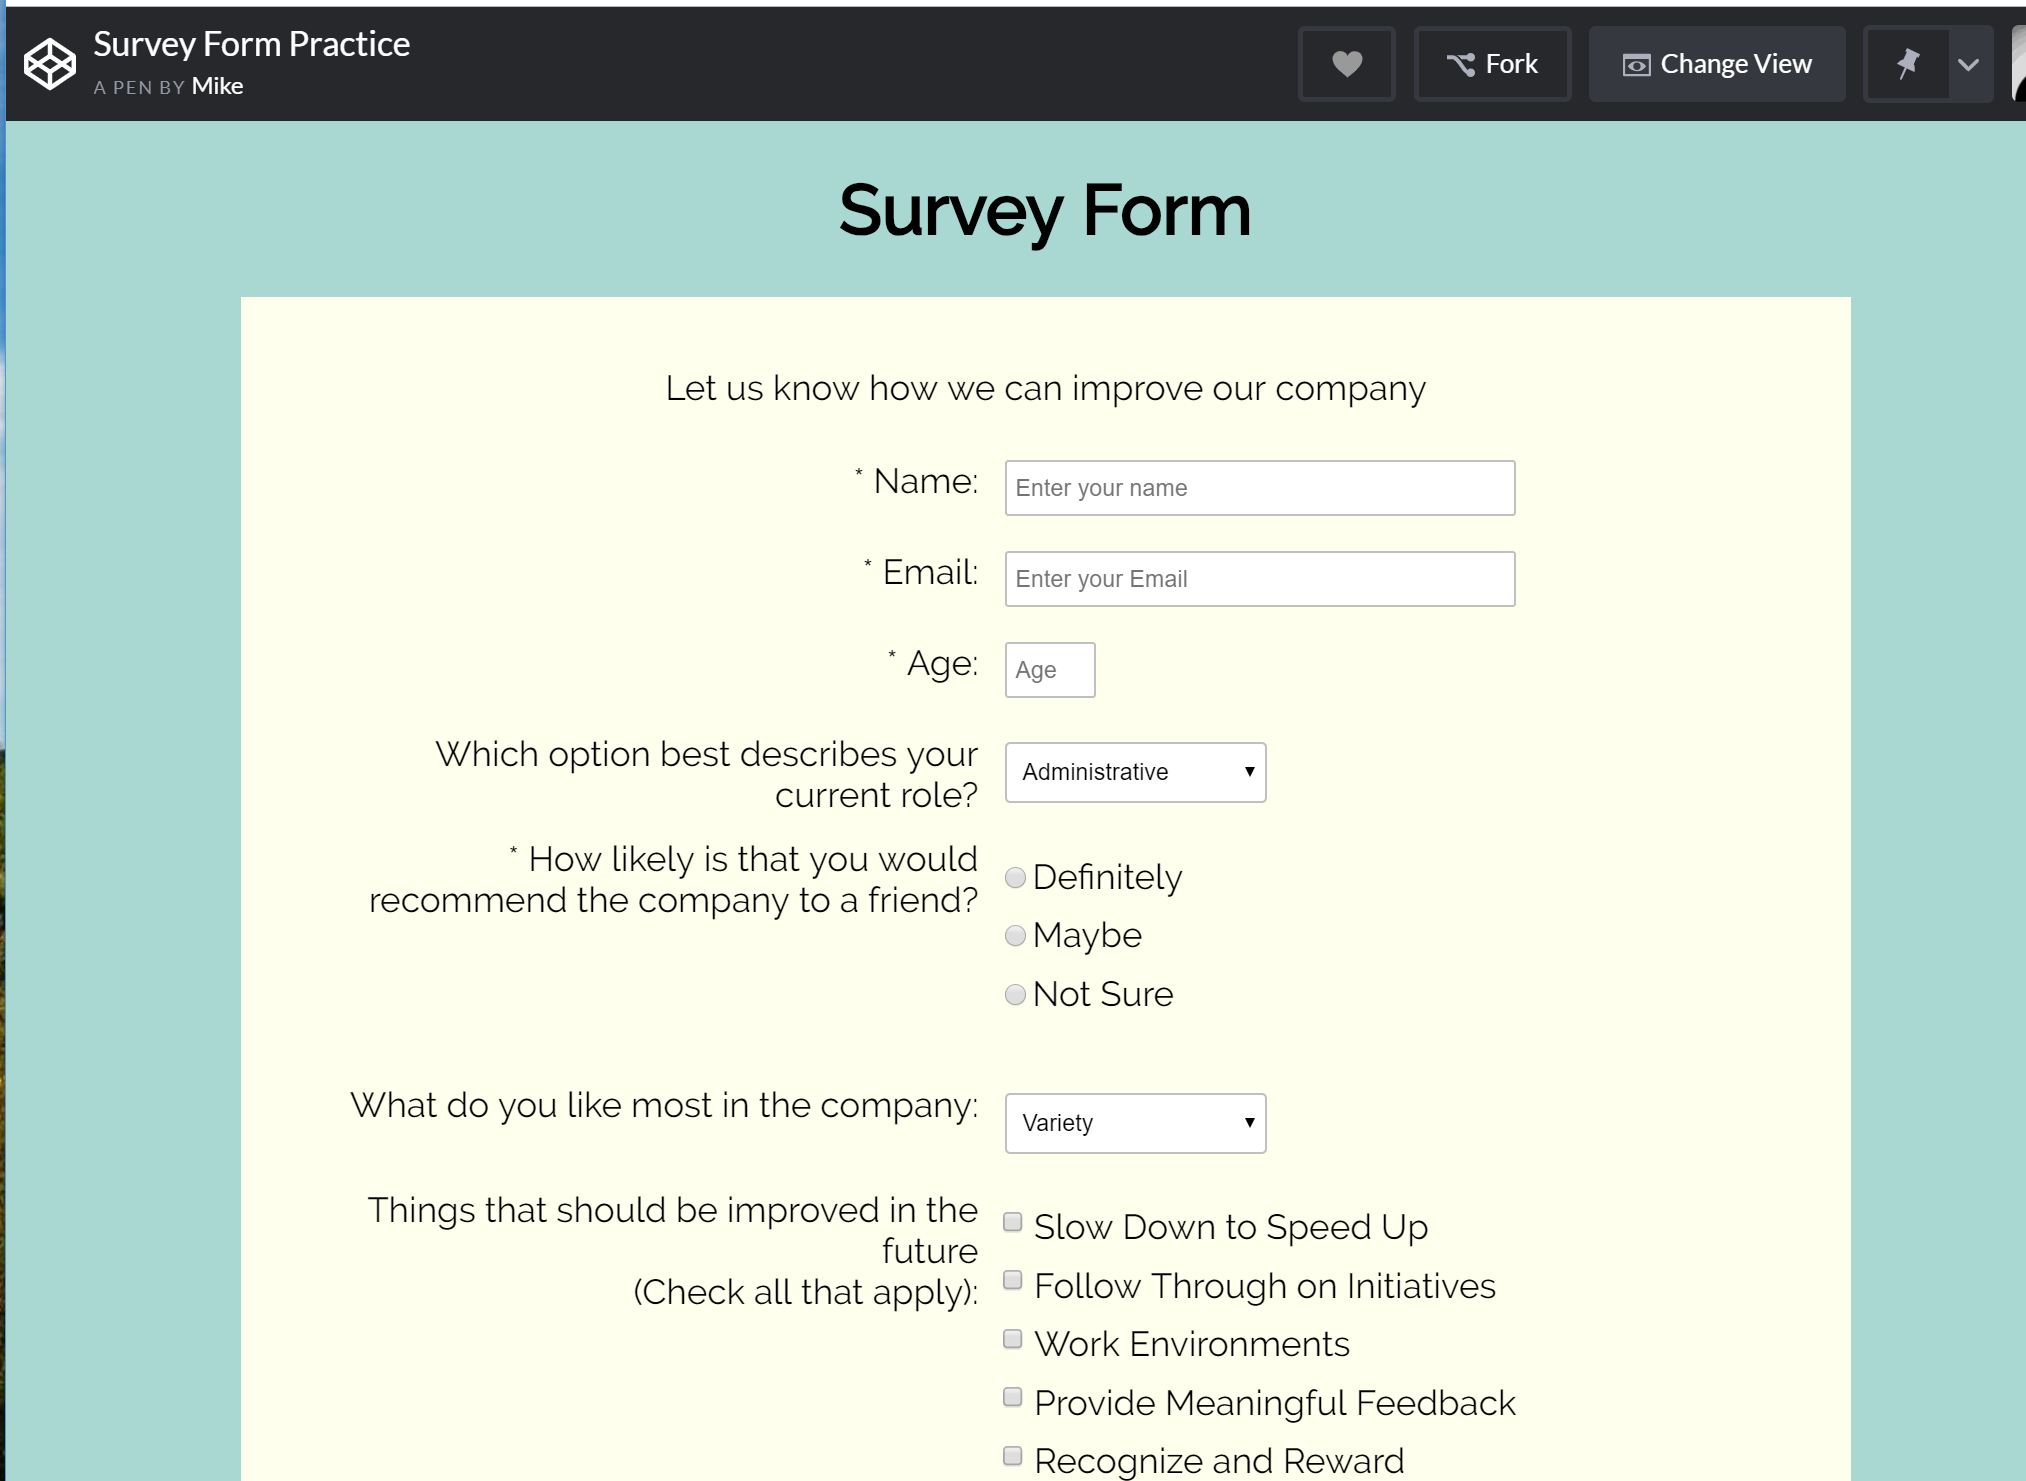 Survey Form Practice
A PEN BY Mike
Fork
Change View
Survey Form
Let us know how we can improve our company
* Name:
Enter your name
* Email:
Enter your Email
* Age:
Age
Which option best describes your
current role?
Administrative
* How likely is that you would
recommend the company to a friend?
Definitely
Maybe
Not Sure
What do you like most in the company:
Variety
Things that should be improved in the
future
(Check all that apply):
Slow Down to Speed Up
Follow Through on Initiatives
Work Environments
Provide Meaningful Feedback
Recognize and Reward